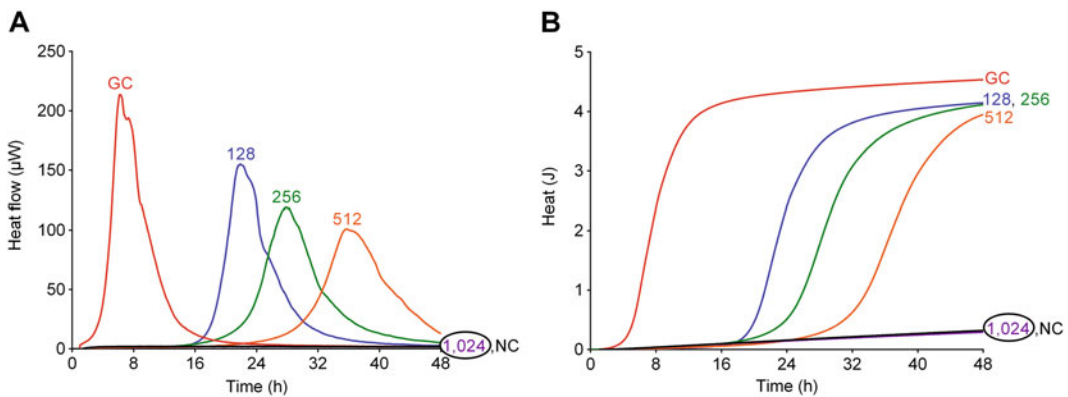 A
250
200
150
100
50
0
Heat flow (µW)
0 8 16 24 32 40 48
Time (h)
GC
128
256
512
1,024,NC
B
5
4
3
2
1
0
Heat (J)
0 8 16 24 32 40 48
Time (h)
GC
128, 256
512
1,024,NC